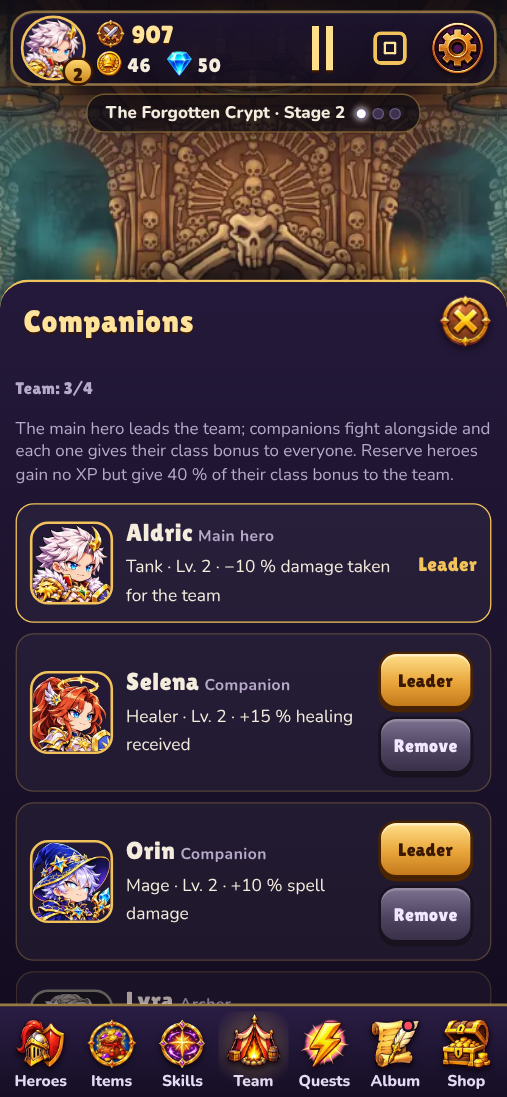 907
2
46
50
The Forgotten Crypt · Stage 2
Companions
Team: 3/4
The main hero leads the team; companions fight alongside and
each one gives their class bonus to everyone. Reserve heroes
gain no XP but give 40 % of their class bonus to the team.
Aldric Main hero
Tank · Lv. 2 · −10 % damage taken
for the team
Leader
Selena Companion
Healer · Lv. 2 · +15 % healing
received
Leader
Remove
Orin Companion
Mage · Lv. 2 · +10 % spell
damage
Leader
Remove
Lyra Archer
Heroes
Items
Skills
Team
Quests
Album
Shop